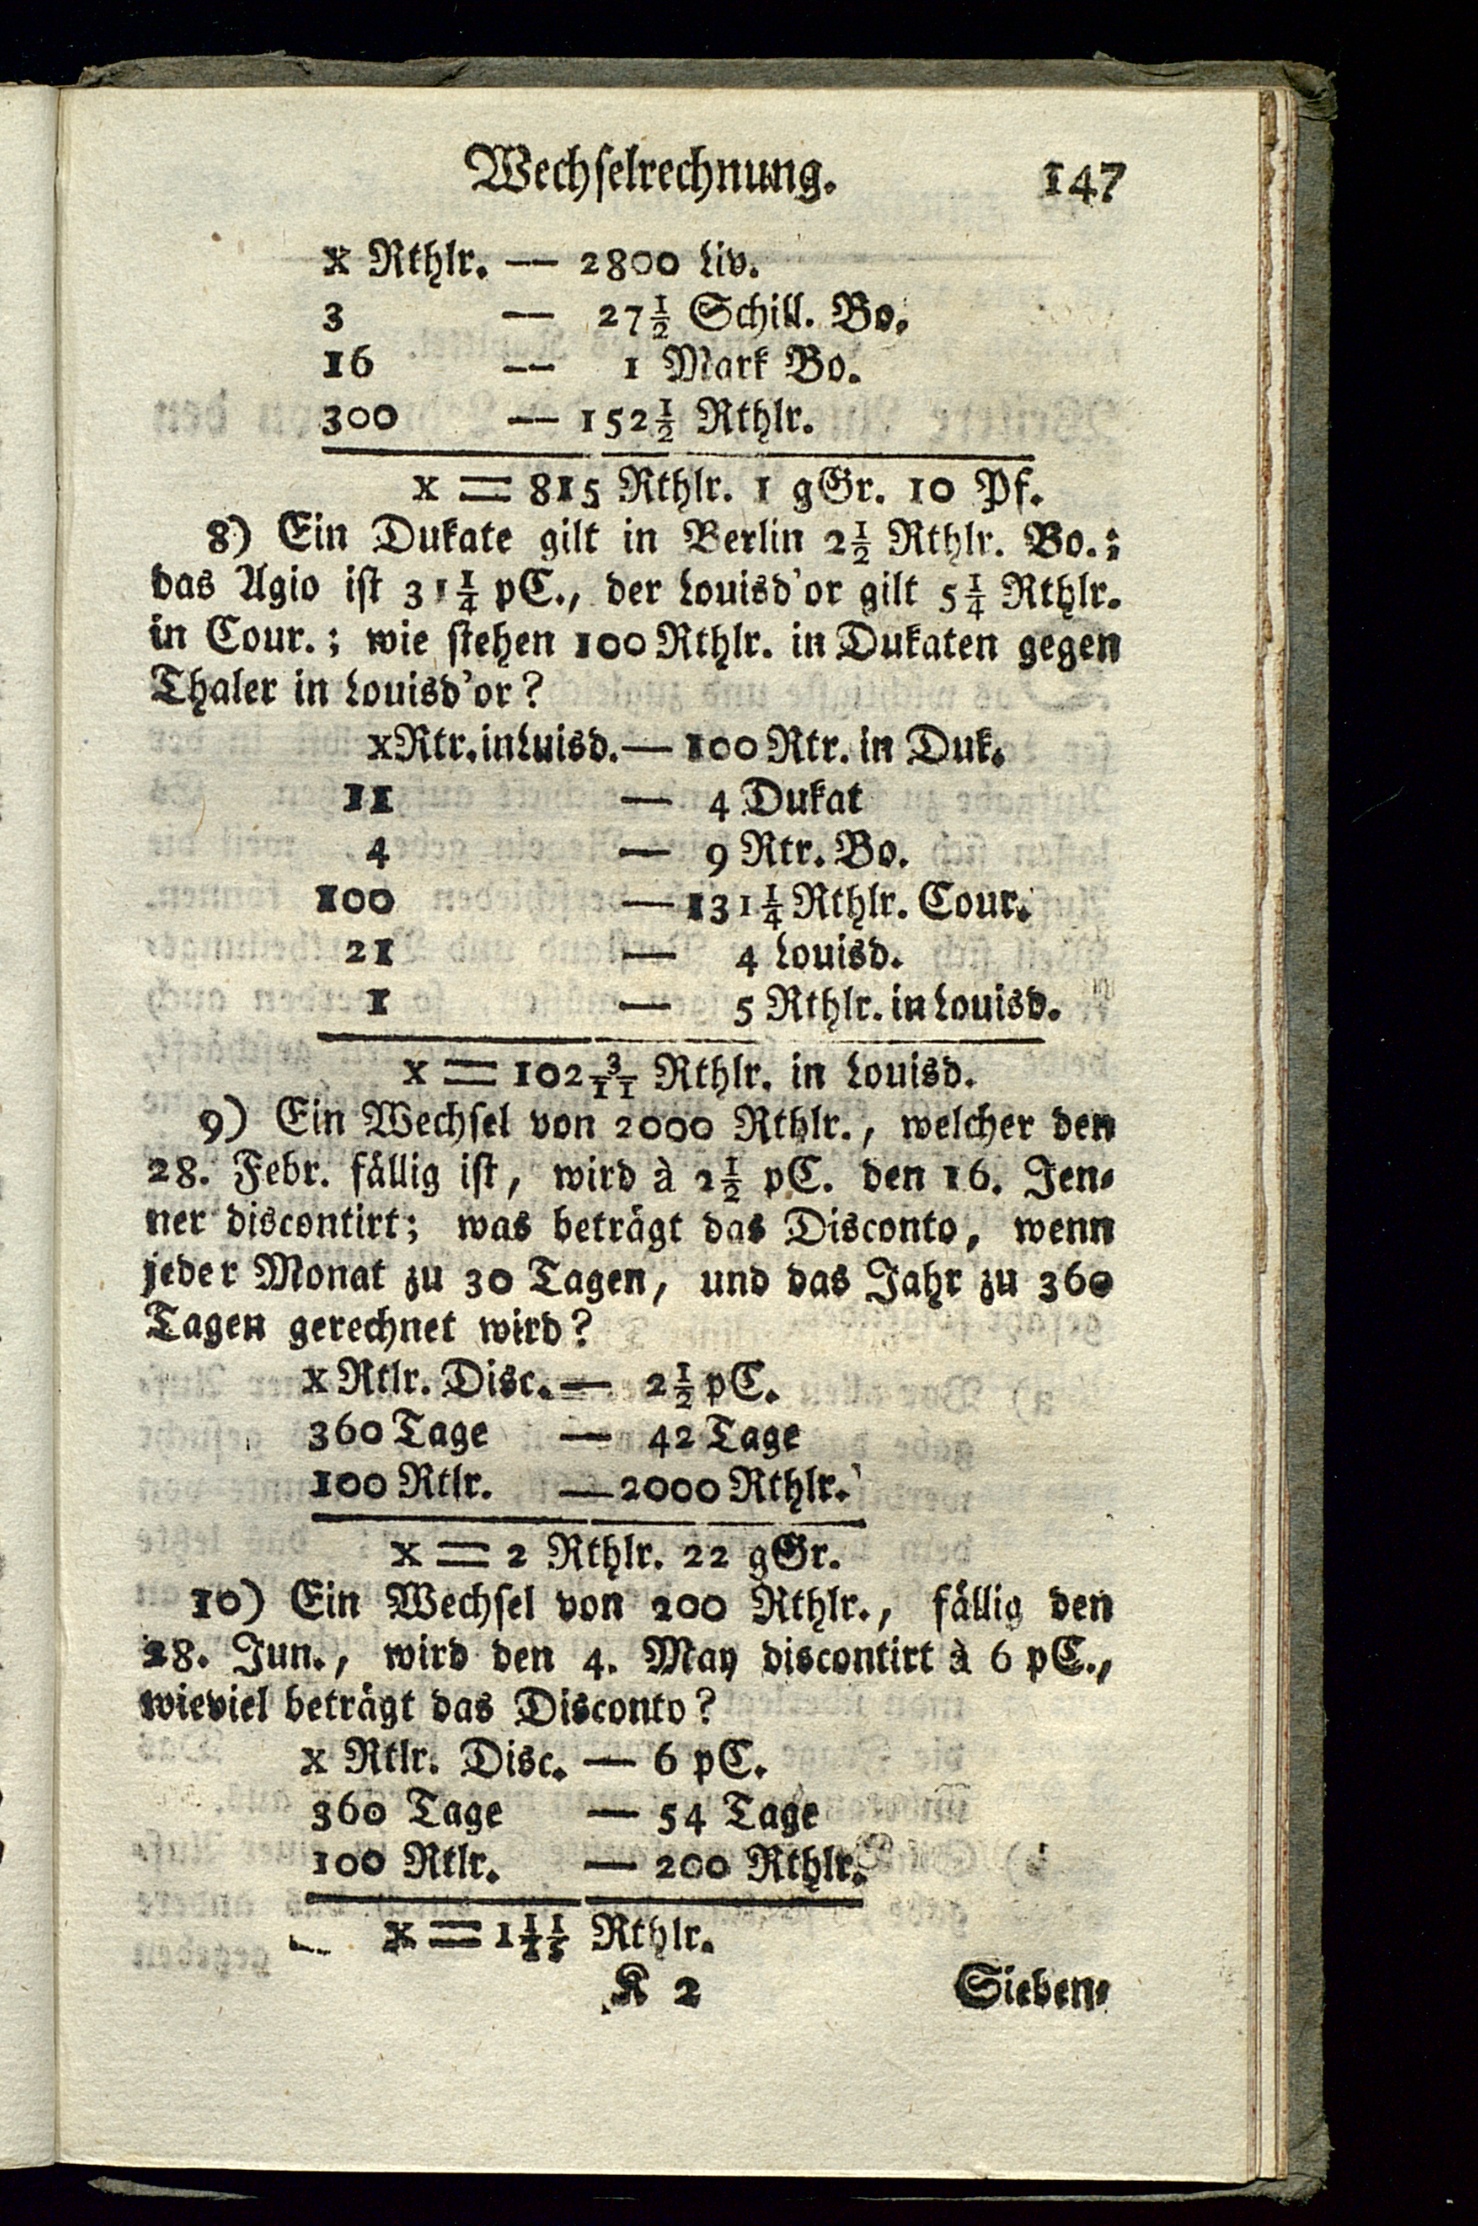 Wechselrechnung. 147
x Rthlr. — 2800 Liv.
3 — 27½ Schill. Bo.
16 — 1 Mark Bo.
300 — 152½ Rthlr.
x = 815 Rthlr. 1 gGr. 10 Pf.
8) Ein Dukate gilt in Berlin 2½ Rthlr. Bo.;
das Agio ist 31¼ pC., der Louisd'or gilt 5¼ Rthlr.
in Cour.; wie stehen 100 Rthlr. in Dukaten gegen
Thaler in Louisd'or?
x Rtr. in Luisd. — 100 Rtr. in Duk.
11 — 4 Dukat
4 — 9 Rtr. Bo.
100 — 131¼ Rthlr. Cour.
21 — 4 Louisd.
1 — 5 Rthlr. in Louisd.
x = 102 3/11 Rthlr. in Louisd.
9) Ein Wechsel von 2000 Rthlr., welcher den
28. Febr. fällig ist, wird à 2½ pC. den 16. Jen-
ner discontirt; was beträgt das Disconto, wenn
jeder Monat zu 30 Tagen, und das Jahr zu 360
Tagen gerechnet wird?
x Rtlr. Disc. — 2½ pC.
360 Tage — 42 Tage
100 Rtlr. — 2000 Rthlr.
x = 2 Rthlr. 22 gGr.
10) Ein Wechsel von 200 Rthlr., fällig den
28. Jun., wird den 4. May discontirt à 6 pC.,
wieviel beträgt das Disconto?
x Rtlr. Disc. — 6 pC.
360 Tage — 54 Tage
100 Rtlr. — 200 Rthlr.
x = 1 Rthlr.
K 2 Sieben-